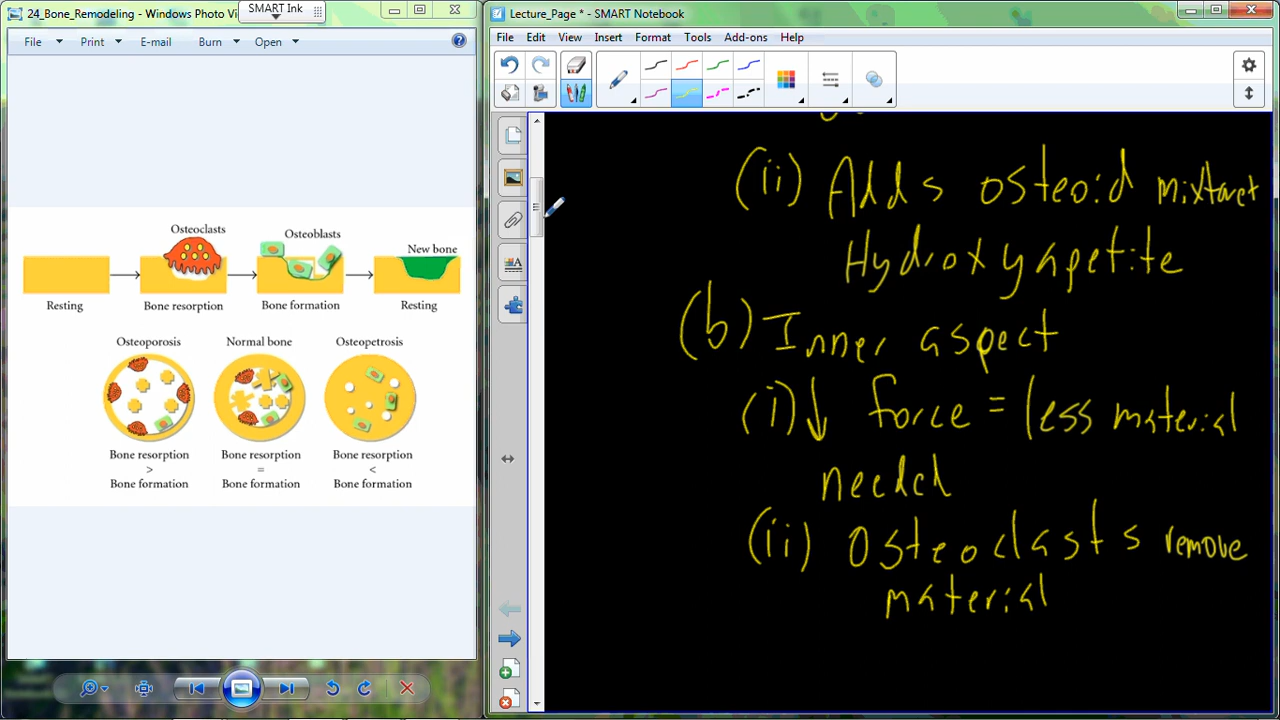 24_Bone_Remodeling - Windows Photo Vi
SMART Ink
File Print E-mail Burn Open
Osteoclasts
Osteoblasts
New bone
Resting
Bone resorption
Bone formation
Resting
Osteoporosis
Normal bone
Osteopetrosis
Bone resorption
>
Bone formation
Bone resorption
=
Bone formation
Bone resorption
<
Bone formation
Lecture_Page * - SMART Notebook
File Edit View Insert Format Tools Add-ons Help
(ii) Adds osteoid mixture +
Hydroxyapetite
(b) Inner aspect
(i) ↓ force = less material
needed
(ii) Osteoclasts remove
material